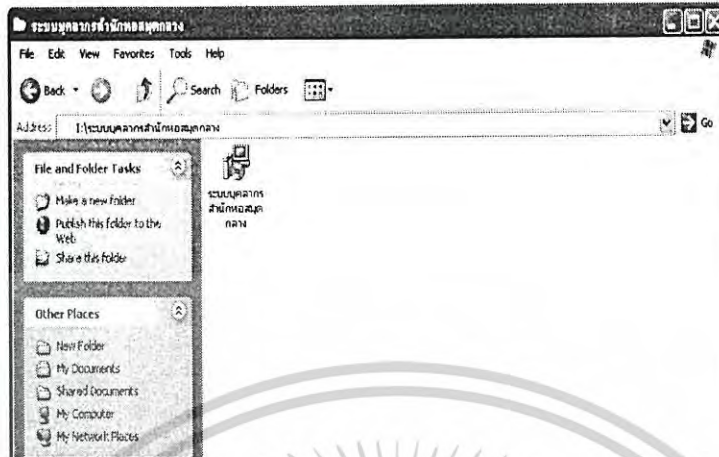 ระบบบุคลากรสำนักหอสมุดกลาง
File Edit View Favorites Tools Help
Back Search Folders
Address I:\ระบบบุคลากรสำนักหอสมุดกลาง Go
File and Folder Tasks
Make a new folder
Publish this folder to the
Web
Share this folder
ระบบบุคลากร
สำนักหอสมุด
กลาง
Other Places
New Folder
My Documents
Shared Documents
My Computer
My Network Places